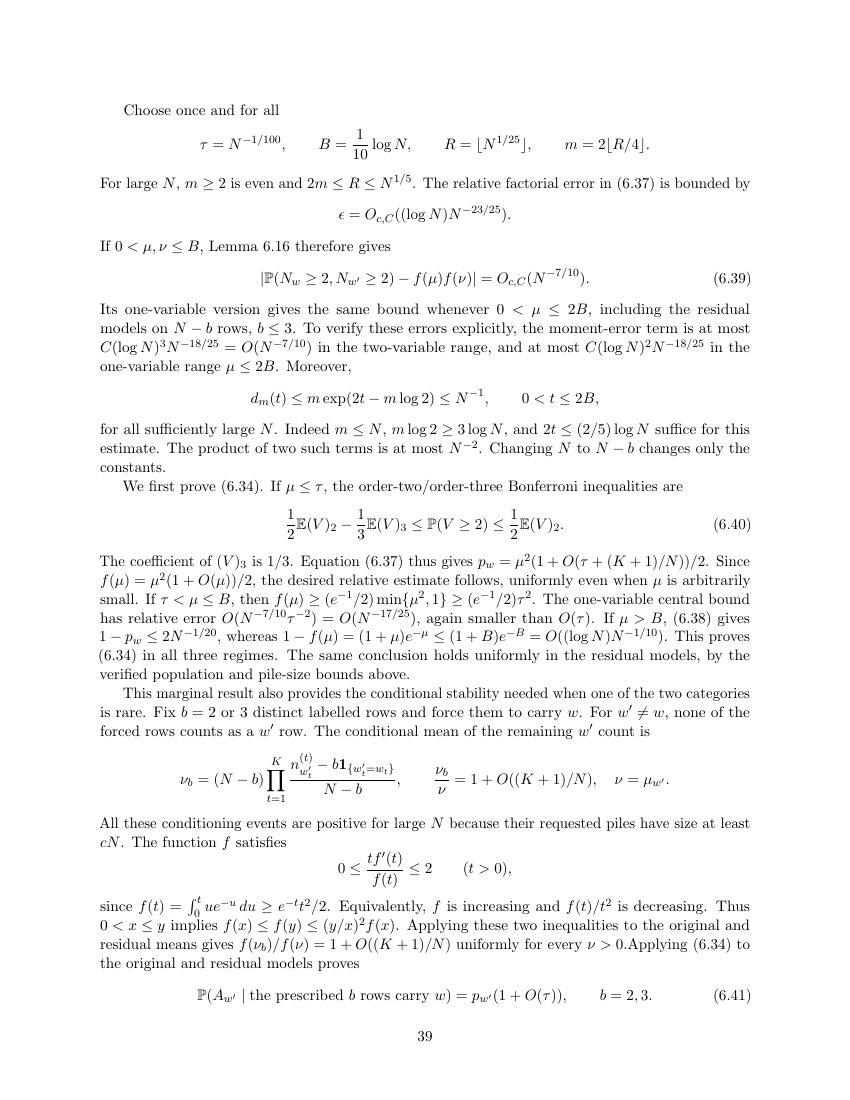 Choose once and for all
τ = N^{−1/100},   B = \frac{1}{10} log N,   R = ⌊N^{1/25}⌋,   m = 2⌊R/4⌋.
For large N, m ≥ 2 is even and 2m ≤ R ≤ N^{1/5}. The relative factorial error in (6.37) is bounded by
ϵ = O_{c,C}((log N)N^{−23/25}).
If 0 < µ, ν ≤ B, Lemma 6.16 therefore gives
|ℙ(N_w ≥ 2, N_{w′} ≥ 2) − f(µ)f(ν)| = O_{c,C}(N^{−7/10}).   (6.39)
Its one-variable version gives the same bound whenever 0 < µ ≤ 2B, including the residual
models on N − b rows, b ≤ 3. To verify these errors explicitly, the moment-error term is at most
C(log N)^3N^{−18/25} = O(N^{−7/10}) in the two-variable range, and at most C(log N)^2N^{−18/25} in the
one-variable range µ ≤ 2B. Moreover,
d_m(t) ≤ m exp(2t − m log 2) ≤ N^{−1},   0 < t ≤ 2B,
for all sufficiently large N. Indeed m ≤ N, m log 2 ≥ 3 log N, and 2t ≤ (2/5) log N suffice for this
estimate. The product of two such terms is at most N^{−2}. Changing N to N − b changes only the
constants.
We first prove (6.34). If µ ≤ τ, the order-two/order-three Bonferroni inequalities are
\frac{1}{2}𝔼(V)_2 − \frac{1}{3}𝔼(V)_3 ≤ ℙ(V ≥ 2) ≤ \frac{1}{2}𝔼(V)_2.   (6.40)
The coefficient of (V)_3 is 1/3. Equation (6.37) thus gives p_w = µ^2(1 + O(τ + (K + 1)/N))/2. Since
f(µ) = µ^2(1 + O(µ))/2, the desired relative estimate follows, uniformly even when µ is arbitrarily
small. If τ < µ ≤ B, then f(µ) ≥ (e^{−1}/2) min{µ^2, 1} ≥ (e^{−1}/2)τ^2. The one-variable central bound
has relative error O(N^{−7/10}τ^{−2}) = O(N^{−17/25}), again smaller than O(τ). If µ > B, (6.38) gives
1 − p_w ≤ 2N^{−1/20}, whereas 1 − f(µ) = (1 + µ)e^{−µ} ≤ (1 + B)e^{−B} = O((log N)N^{−1/10}). This proves
(6.34) in all three regimes. The same conclusion holds uniformly in the residual models, by the
verified population and pile-size bounds above.
This marginal result also provides the conditional stability needed when one of the two categories
is rare. Fix b = 2 or 3 distinct labelled rows and force them to carry w. For w′ ≠ w, none of the
forced rows counts as a w′ row. The conditional mean of the remaining w′ count is
ν_b = (N − b) \prod_{t=1}^{K} \frac{n^{(t)}_{w′_t} − b\mathbf{1}_{\{w′_t=w_t\}}}{N − b},   \frac{ν_b}{ν} = 1 + O((K + 1)/N),   ν = µ_{w′}.
All these conditioning events are positive for large N because their requested piles have size at least
cN. The function f satisfies
0 ≤ \frac{tf′(t)}{f(t)} ≤ 2   (t > 0),
since f(t) = ∫_0^t ue^{−u} du ≥ e^{−t}t^2/2. Equivalently, f is increasing and f(t)/t^2 is decreasing. Thus
0 < x ≤ y implies f(x) ≤ f(y) ≤ (y/x)^2f(x). Applying these two inequalities to the original and
residual means gives f(ν_b)/f(ν) = 1 + O((K + 1)/N) uniformly for every ν > 0.Applying (6.34) to
the original and residual models proves
ℙ(A_{w′} | the prescribed b rows carry w) = p_{w′}(1 + O(τ)),   b = 2, 3.   (6.41)
39